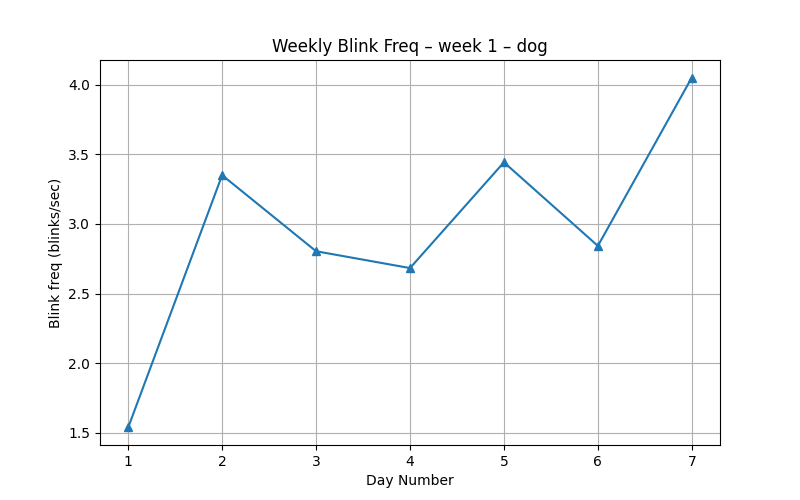 Weekly Blink Freq – week 1 – dog
Blink freq (blinks/sec)
4.0
3.5
3.0
2.5
2.0
1.5
1 2 3 4 5 6 7
Day Number